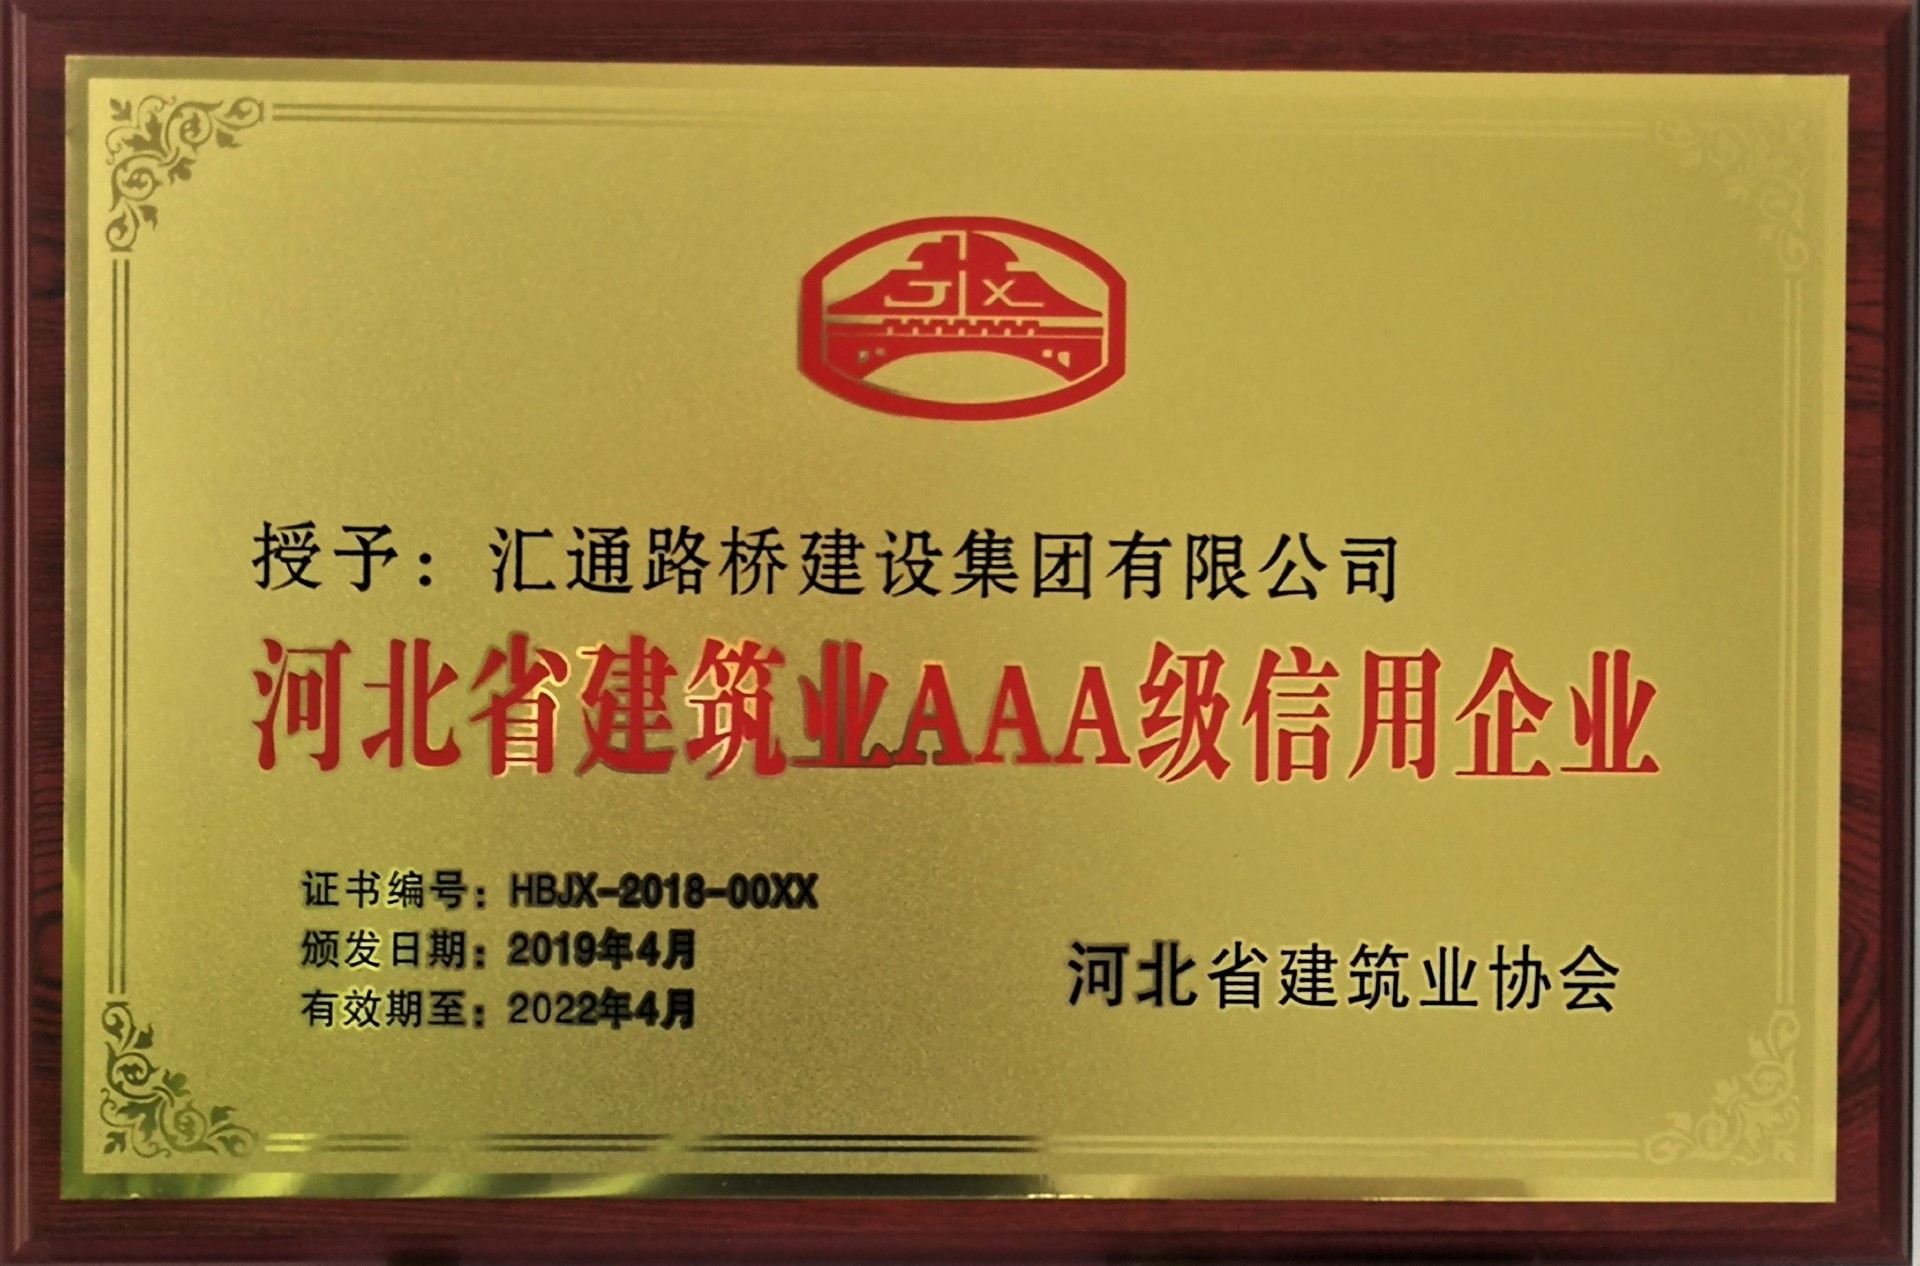 JX
授予：汇通路桥建设集团有限公司
河北省建筑业AAA级信用企业
证书编号：HBJX-2018-00XX
颁发日期：2019年4月
有效期至：2022年4月
河北省建筑业协会